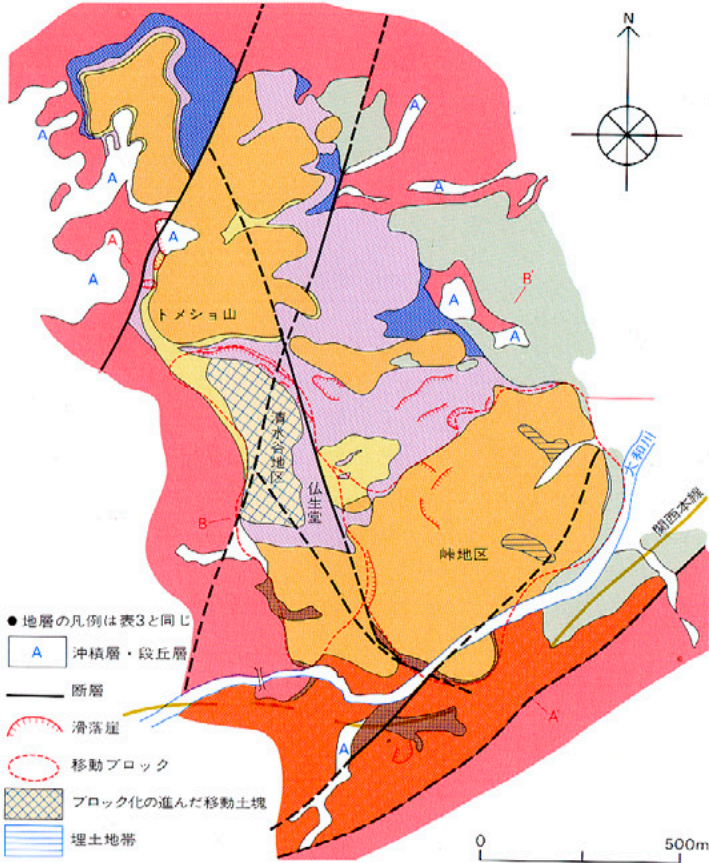 N
A
A
A
A
A
A
A
A
B'
A
A
トメショ山
清水谷地区
仏生堂
大和川
関西本線
B
峠地区
● 地層の凡例は表3と同じ
A 沖積層・段丘層
断層
滑落崖
移動ブロック
ブロック化の進んだ移動土塊
埋土地帯
A'
A
0 500m